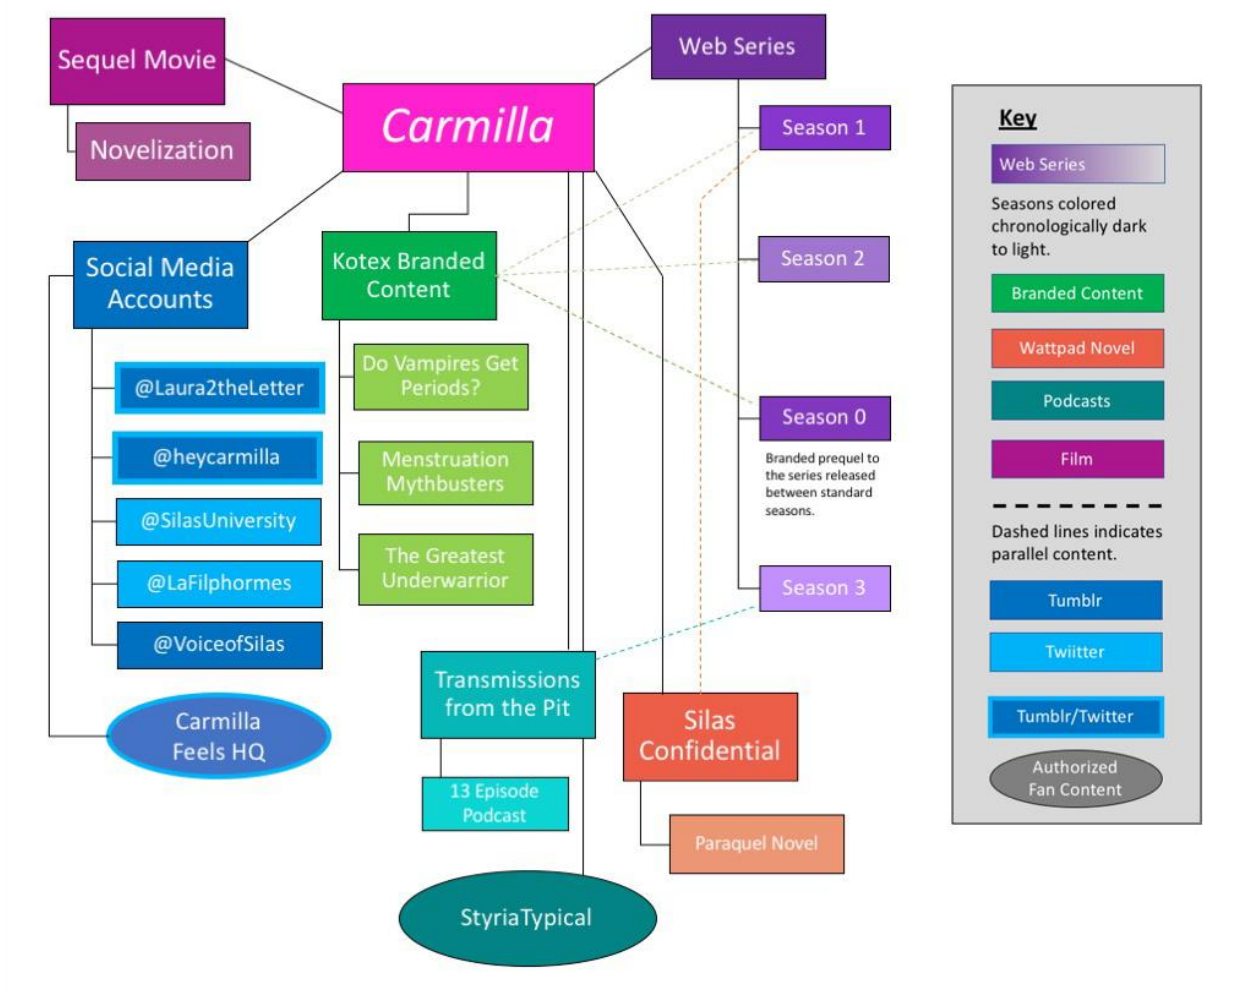 Sequel Movie
Novelization
Carmilla
Web Series
Season 1
Season 2
Season 0
Branded prequel to
the series released
between standard
seasons.
Season 3
Social Media
Accounts
@Laura2theLetter
@heycarmilla
@SilasUniversity
@LaFilphormes
@VoiceofSilas
Carmilla
Feels HQ
Kotex Branded
Content
Do Vampires Get
Periods?
Menstruation
Mythbusters
The Greatest
Underwarrior
Transmissions
from the Pit
13 Episode
Podcast
StyriaTypical
Silas
Confidential
Paraquel Novel
Key
Web Series
Seasons colored
chronologically dark
to light.
Branded Content
Wattpad Novel
Podcasts
Film
Dashed lines indicates
parallel content.
Tumblr
Twiitter
Tumblr/Twitter
Authorized
Fan Content